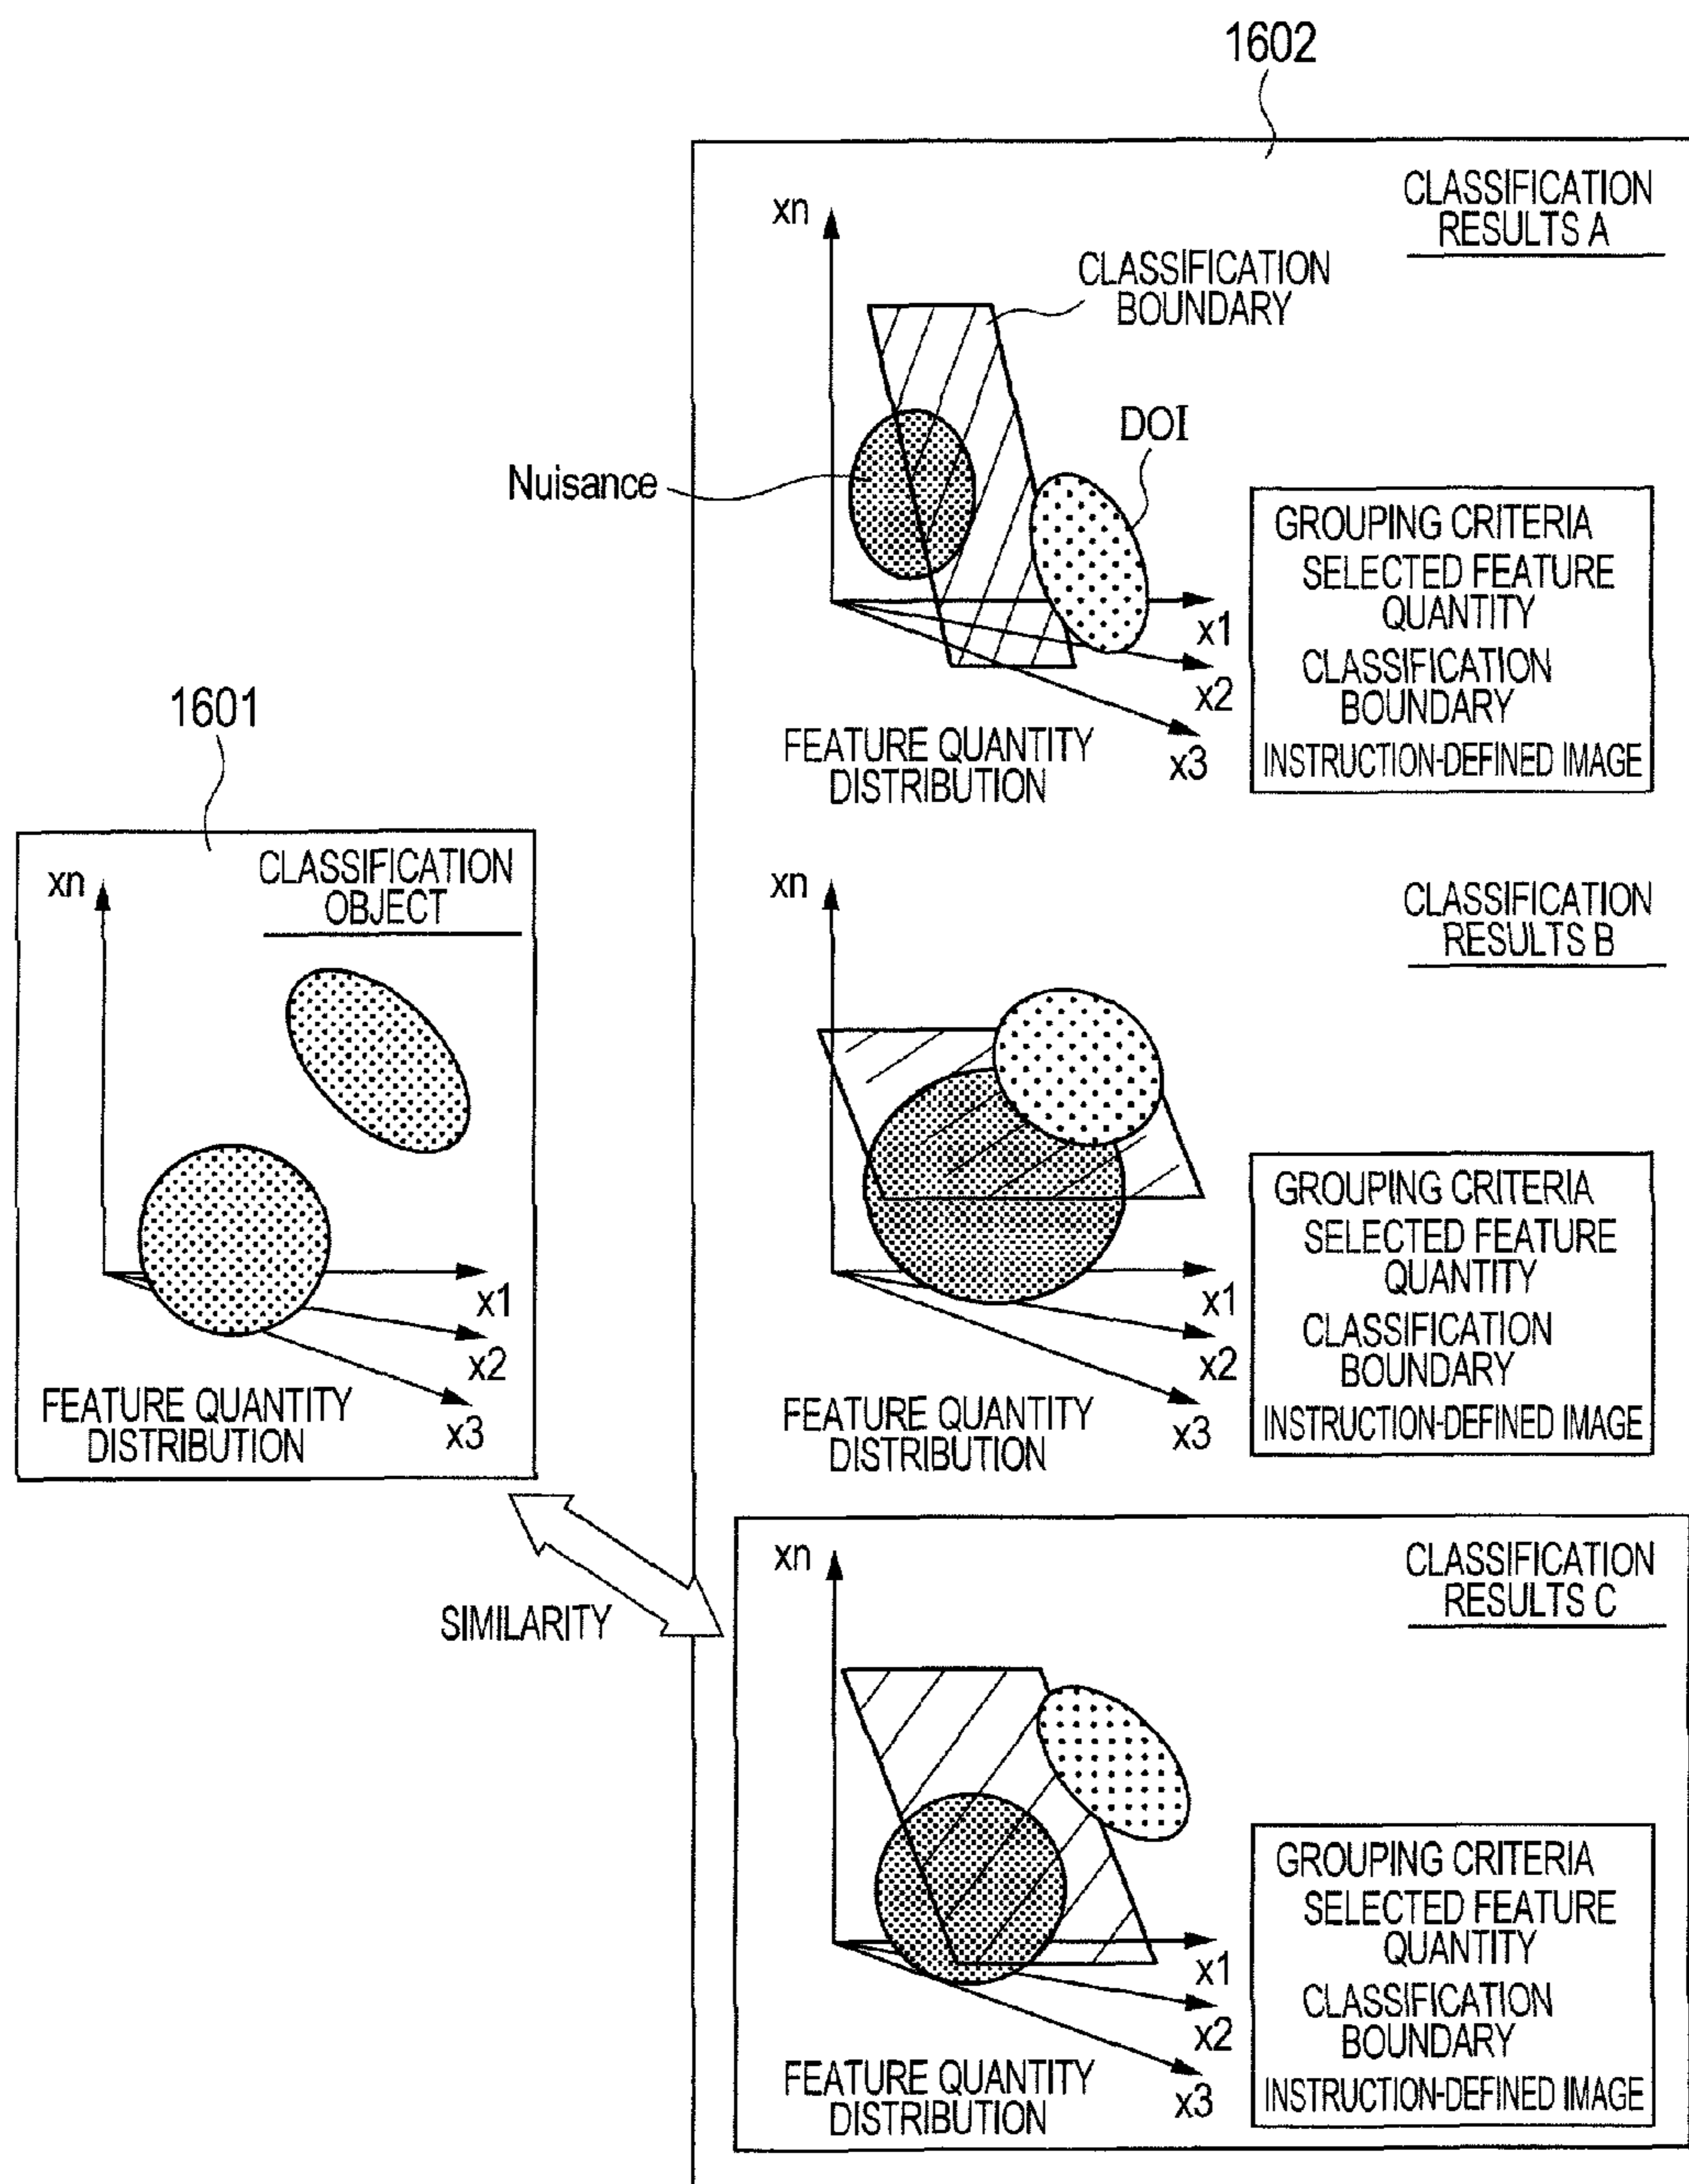 1602
CLASSIFICATION
RESULTS A
xn
CLASSIFICATION
BOUNDARY
DOI
Nuisance
GROUPING CRITERIA
SELECTED FEATURE
QUANTITY
CLASSIFICATION
BOUNDARY
INSTRUCTION-DEFINED IMAGE
x1
x2
x3
FEATURE QUANTITY
DISTRIBUTION
1601
CLASSIFICATION
OBJECT
xn
x1
x2
x3
FEATURE QUANTITY
DISTRIBUTION
CLASSIFICATION
RESULTS B
xn
GROUPING CRITERIA
SELECTED FEATURE
QUANTITY
CLASSIFICATION
BOUNDARY
INSTRUCTION-DEFINED IMAGE
x1
x2
x3
FEATURE QUANTITY
DISTRIBUTION
SIMILARITY
CLASSIFICATION
RESULTS C
xn
GROUPING CRITERIA
SELECTED FEATURE
QUANTITY
CLASSIFICATION
BOUNDARY
INSTRUCTION-DEFINED IMAGE
x1
x2
x3
FEATURE QUANTITY
DISTRIBUTION